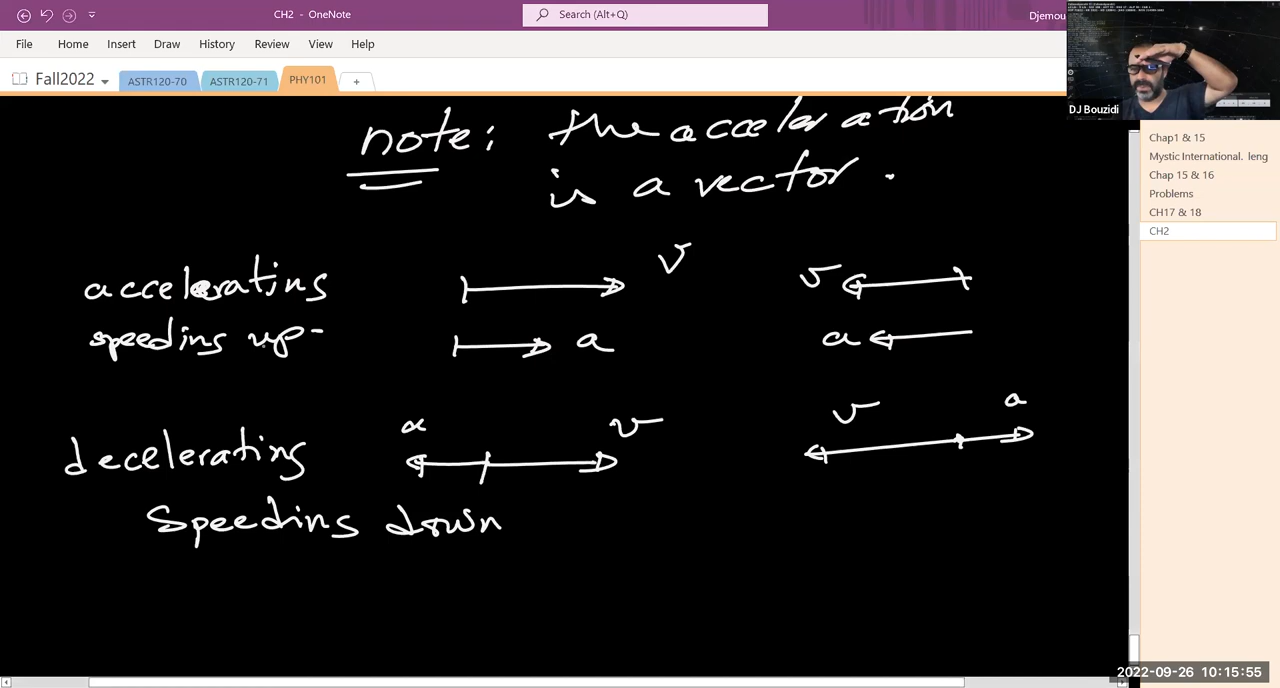 CH2 - OneNote
Search (Alt+Q)
Djemou
File Home Insert Draw History Review View Help
Fall2022
ASTR120-70 ASTR120-71 PHY101 +
DJ Bouzidi
Chap1 & 15
Mystic International. leng
Chap 15 & 16
Problems
CH17 & 18
CH2
note: the acceleration
is a vector.
accelerating v v
speeding up a a
decelerating a v v a
speeding down
2022-09-26 10:15:55